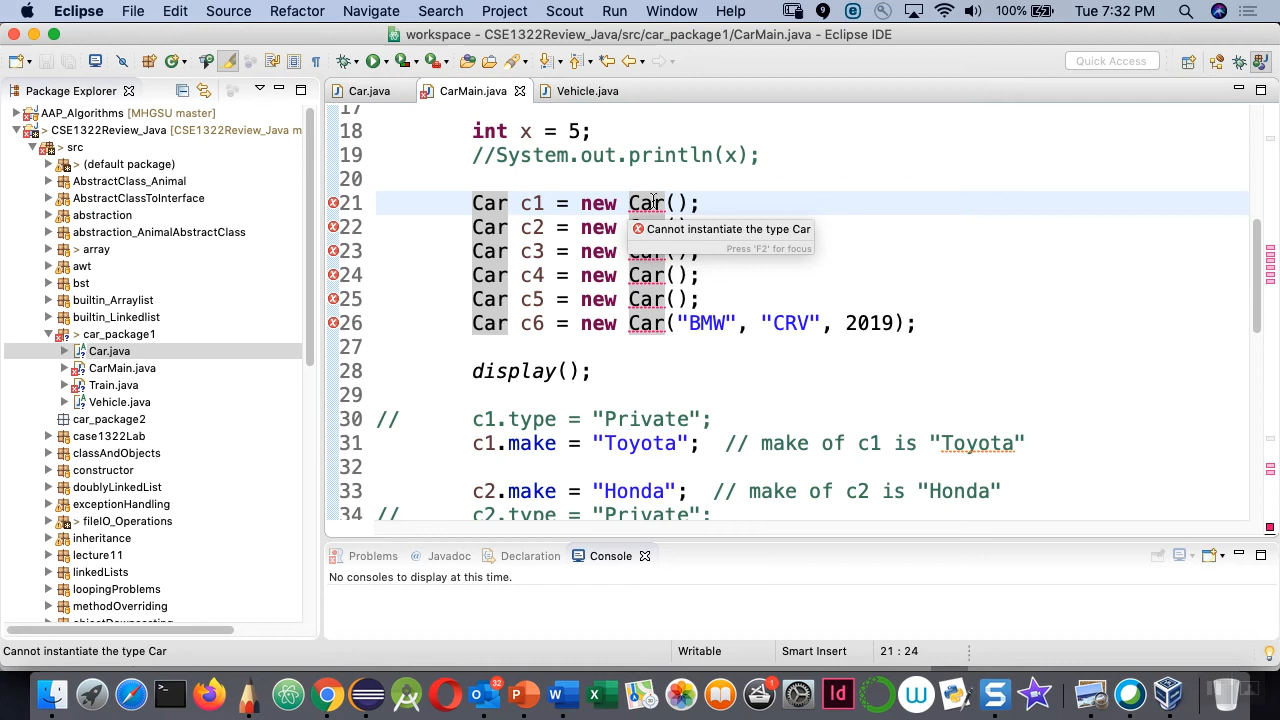 Eclipse File Edit Source Refactor Navigate Search Project Scout Run Window Help 9 100% Tue 7:32 PM
workspace - CSE1322Review_Java/src/car_package1/CarMain.java - Eclipse IDE
Quick Access
Package Explorer
Car.java CarMain.java Vehicle.java
AAP_Algorithms [MHGSU master]
> CSE1322Review_Java [CSE1322Review_Java m
> src
> (default package)
AbstractClass_Animal
AbstractClassToInterface
abstraction
abstraction_AnimalAbstractClass
> array
awt
bst
builtin_Arraylist
builtin_Linkedlist
> car_package1
Car.java
CarMain.java
Train.java
Vehicle.java
car_package2
case1322Lab
classAndObjects
constructor
doublyLinkedList
exceptionHandling
> fileIO_Operations
inheritance
lecture11
linkedLists
loopingProblems
methodOverriding
17
18 int x = 5;
19 //System.out.println(x);
20
21 Car c1 = new Car();
22 Car c2 = new
Cannot instantiate the type Car
Press 'F2' for focus
23 Car c3 = new Car();
24 Car c4 = new Car();
25 Car c5 = new Car();
26 Car c6 = new Car("BMW", "CRV", 2019);
27
28 display();
29
30 // c1.type = "Private";
31 c1.make = "Toyota"; // make of c1 is "Toyota"
32
33 c2.make = "Honda"; // make of c2 is "Honda"
34 // c2.type = "Private";
Problems @ Javadoc Declaration Console
No consoles to display at this time.
Cannot instantiate the type Car Writable Smart Insert 21 : 24
32 P W X 1 Id W S